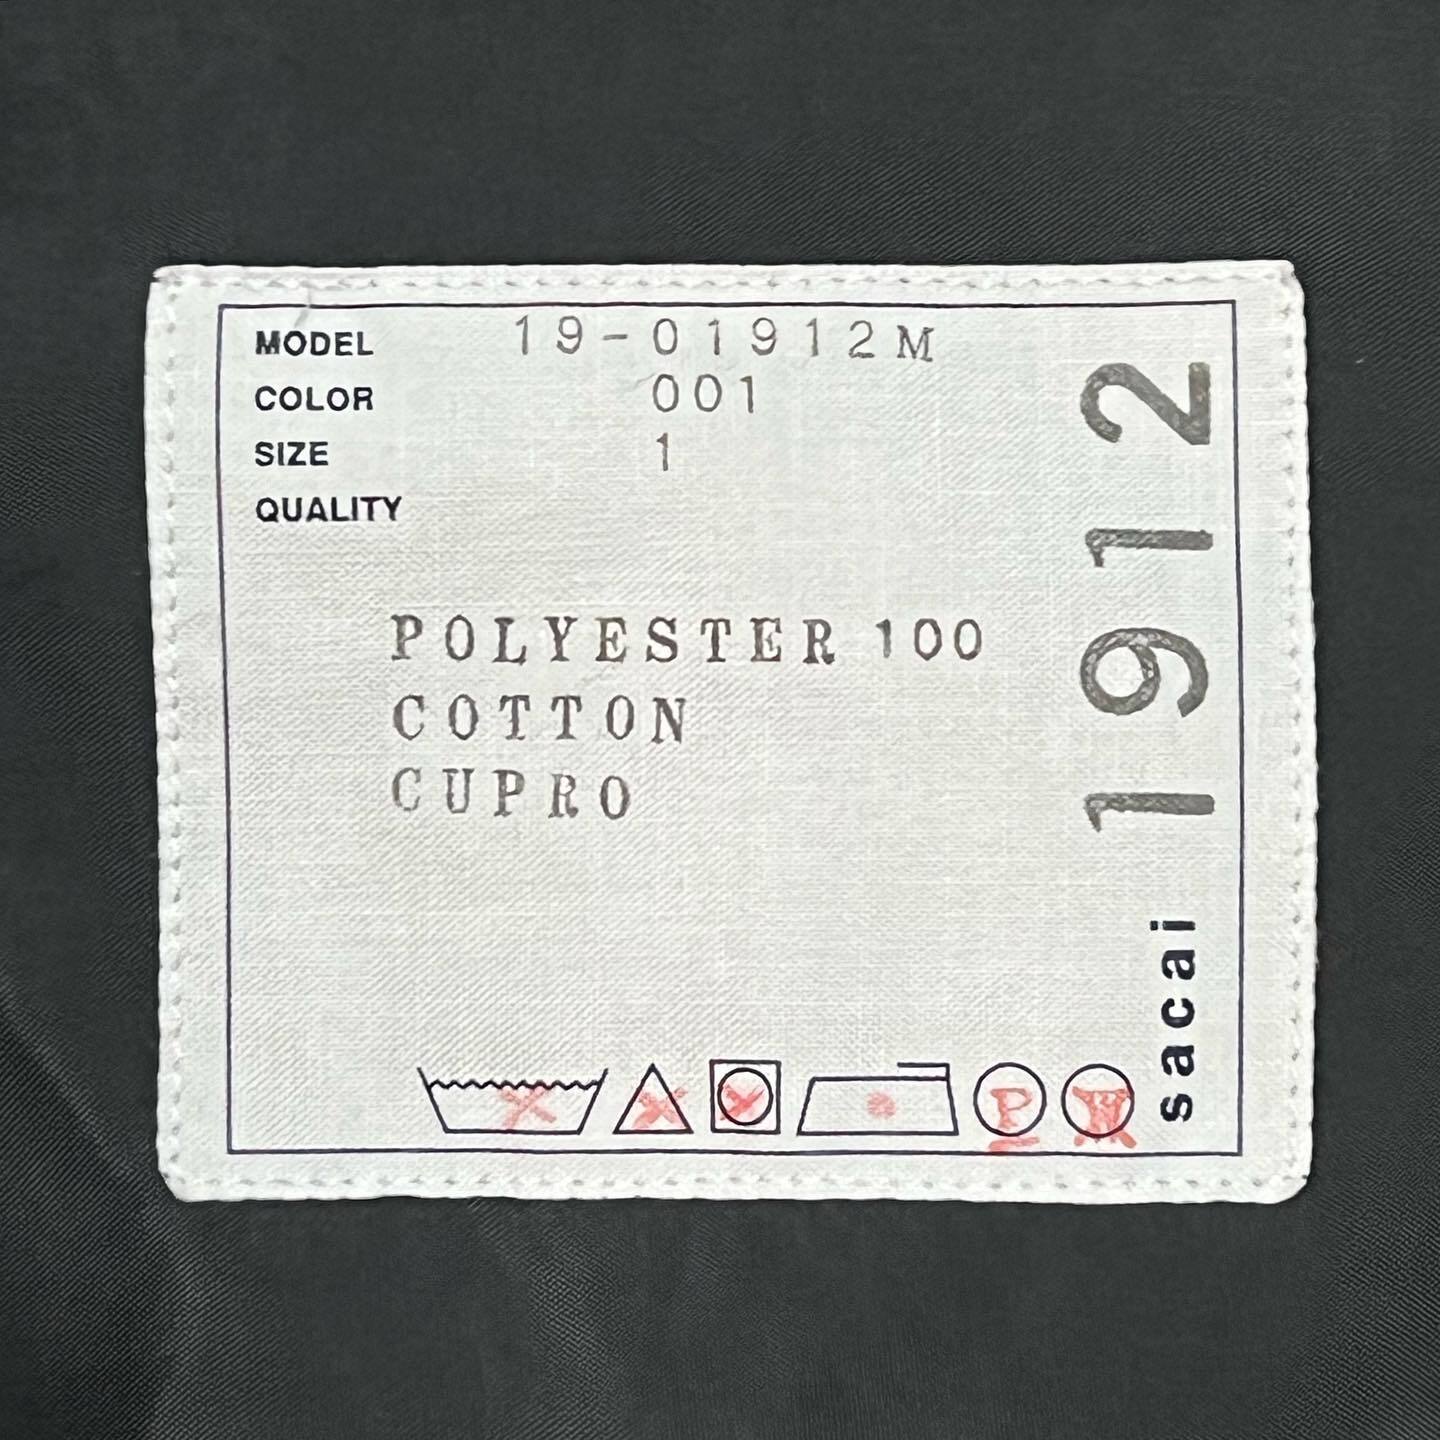 MODEL 19-01912M
COLOR 001
SIZE 1
QUALITY
POLYESTER 100
COTTON
CUPRO
1912
sacai
P
W